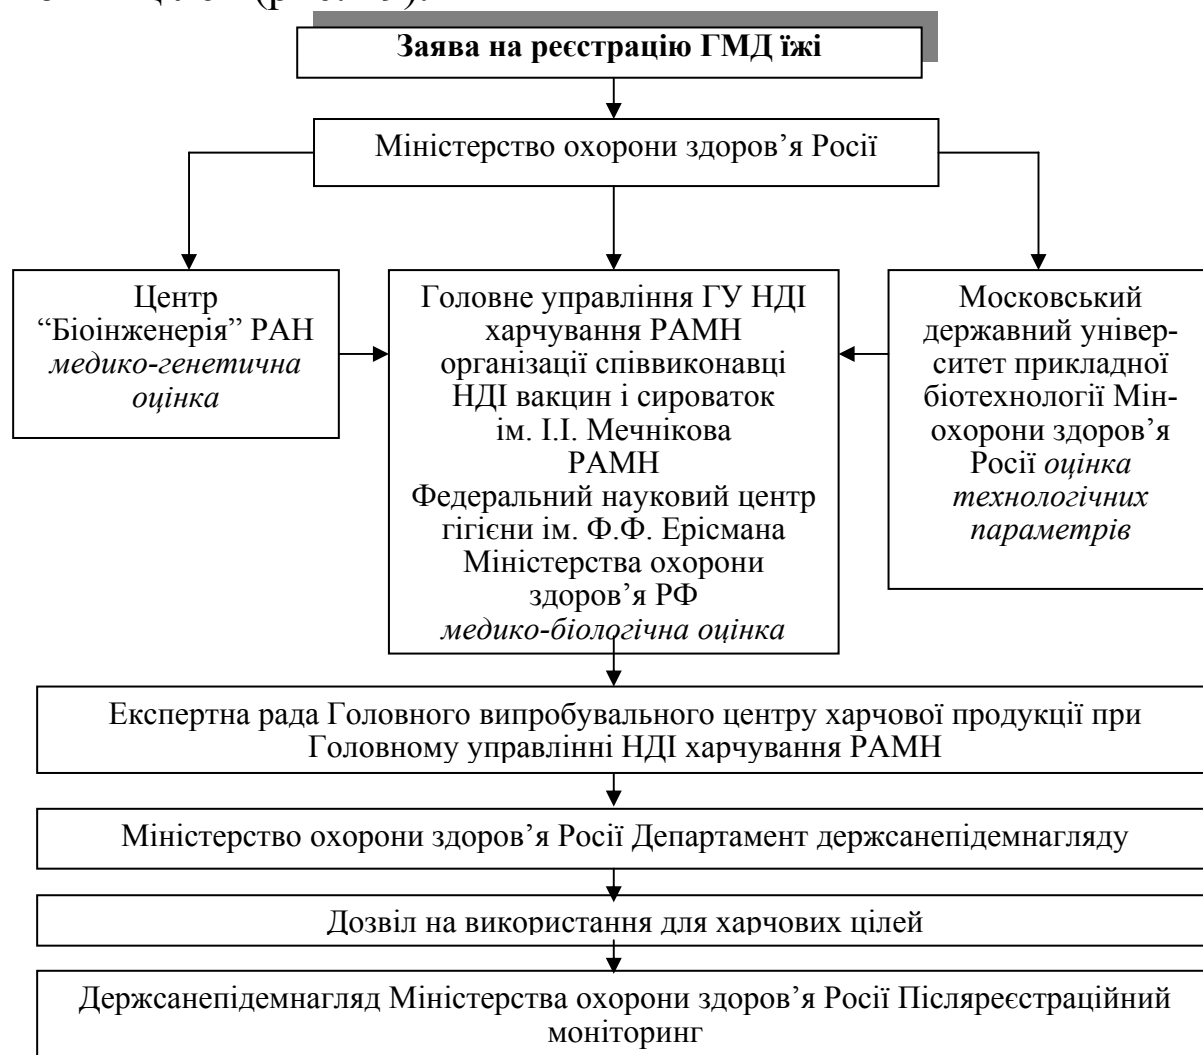 Заява на реєстрацію ГМД їжі
Міністерство охорони здоров’я Росії
Центр
“Біоінженерія” РАН
медико-генетична
оцінка
Головне управління ГУ НДІ
харчування РАМН
організації співвиконавці
НДІ вакцин і сироваток
ім. І.І. Мечнікова
РАМН
Федеральний науковий центр
гігієни ім. Ф.Ф. Ерісмана
Міністерства охорони
здоров’я РФ
медико-біологічна оцінка
Московський
державний універ-
ситет прикладної
біотехнології Мін-
охорони здоров’я
Росії оцінка
технологічних
параметрів
Експертна рада Головного випробувального центру харчової продукції при
Головному управлінні НДІ харчування РАМН
Міністерство охорони здоров’я Росії Департамент держсанепідемнагляду
Дозвіл на використання для харчових цілей
Держсанепідемнагляд Міністерства охорони здоров’я Росії Післяреєстраційний
моніторинг